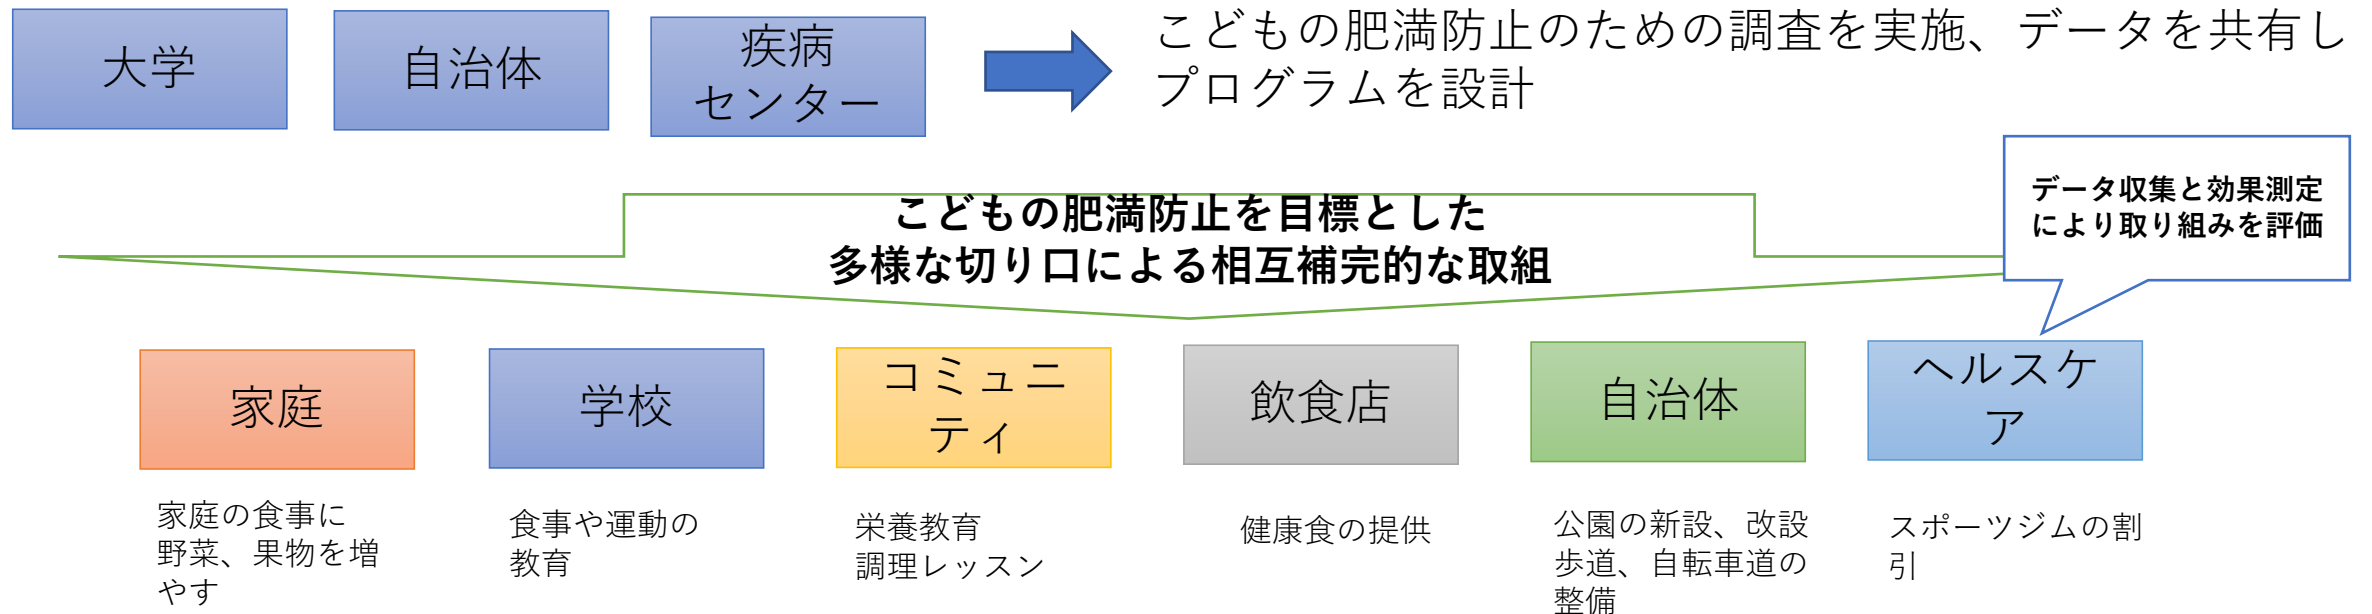 大学
自治体
疾病
センター
こどもの肥満防止のための調査を実施、データを共有し
プログラムを設計
データ収集と効果測定
により取り組みを評価
こどもの肥満防止を目標とした
多様な切り口による相互補完的な取組
家庭
学校
コミュニ
ティ
飲食店
自治体
ヘルスケ
ア
家庭の食事に
野菜、果物を増
やす
食事や運動の
教育
栄養教育
調理レッスン
健康食の提供
公園の新設、改設
歩道、自転車道の
整備
スポーツジムの割
引